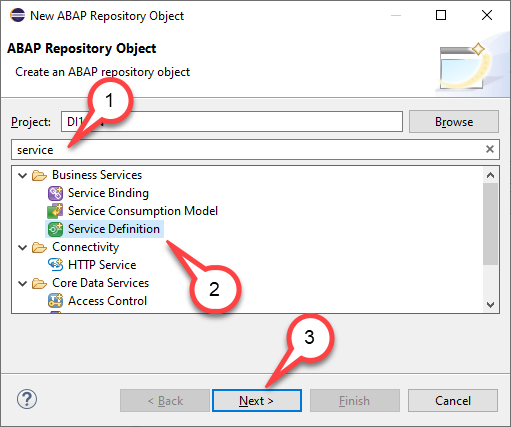 New ABAP Repository Object
ABAP Repository Object
Create an ABAP repository object
1
Project:
Browse
service
Business Services
Service Binding
Service Consumption Model
Service Definition
Connectivity
HTTP Service
2
Core Data Services
Access Control
3
?
< Back
Next >
Finish
Cancel